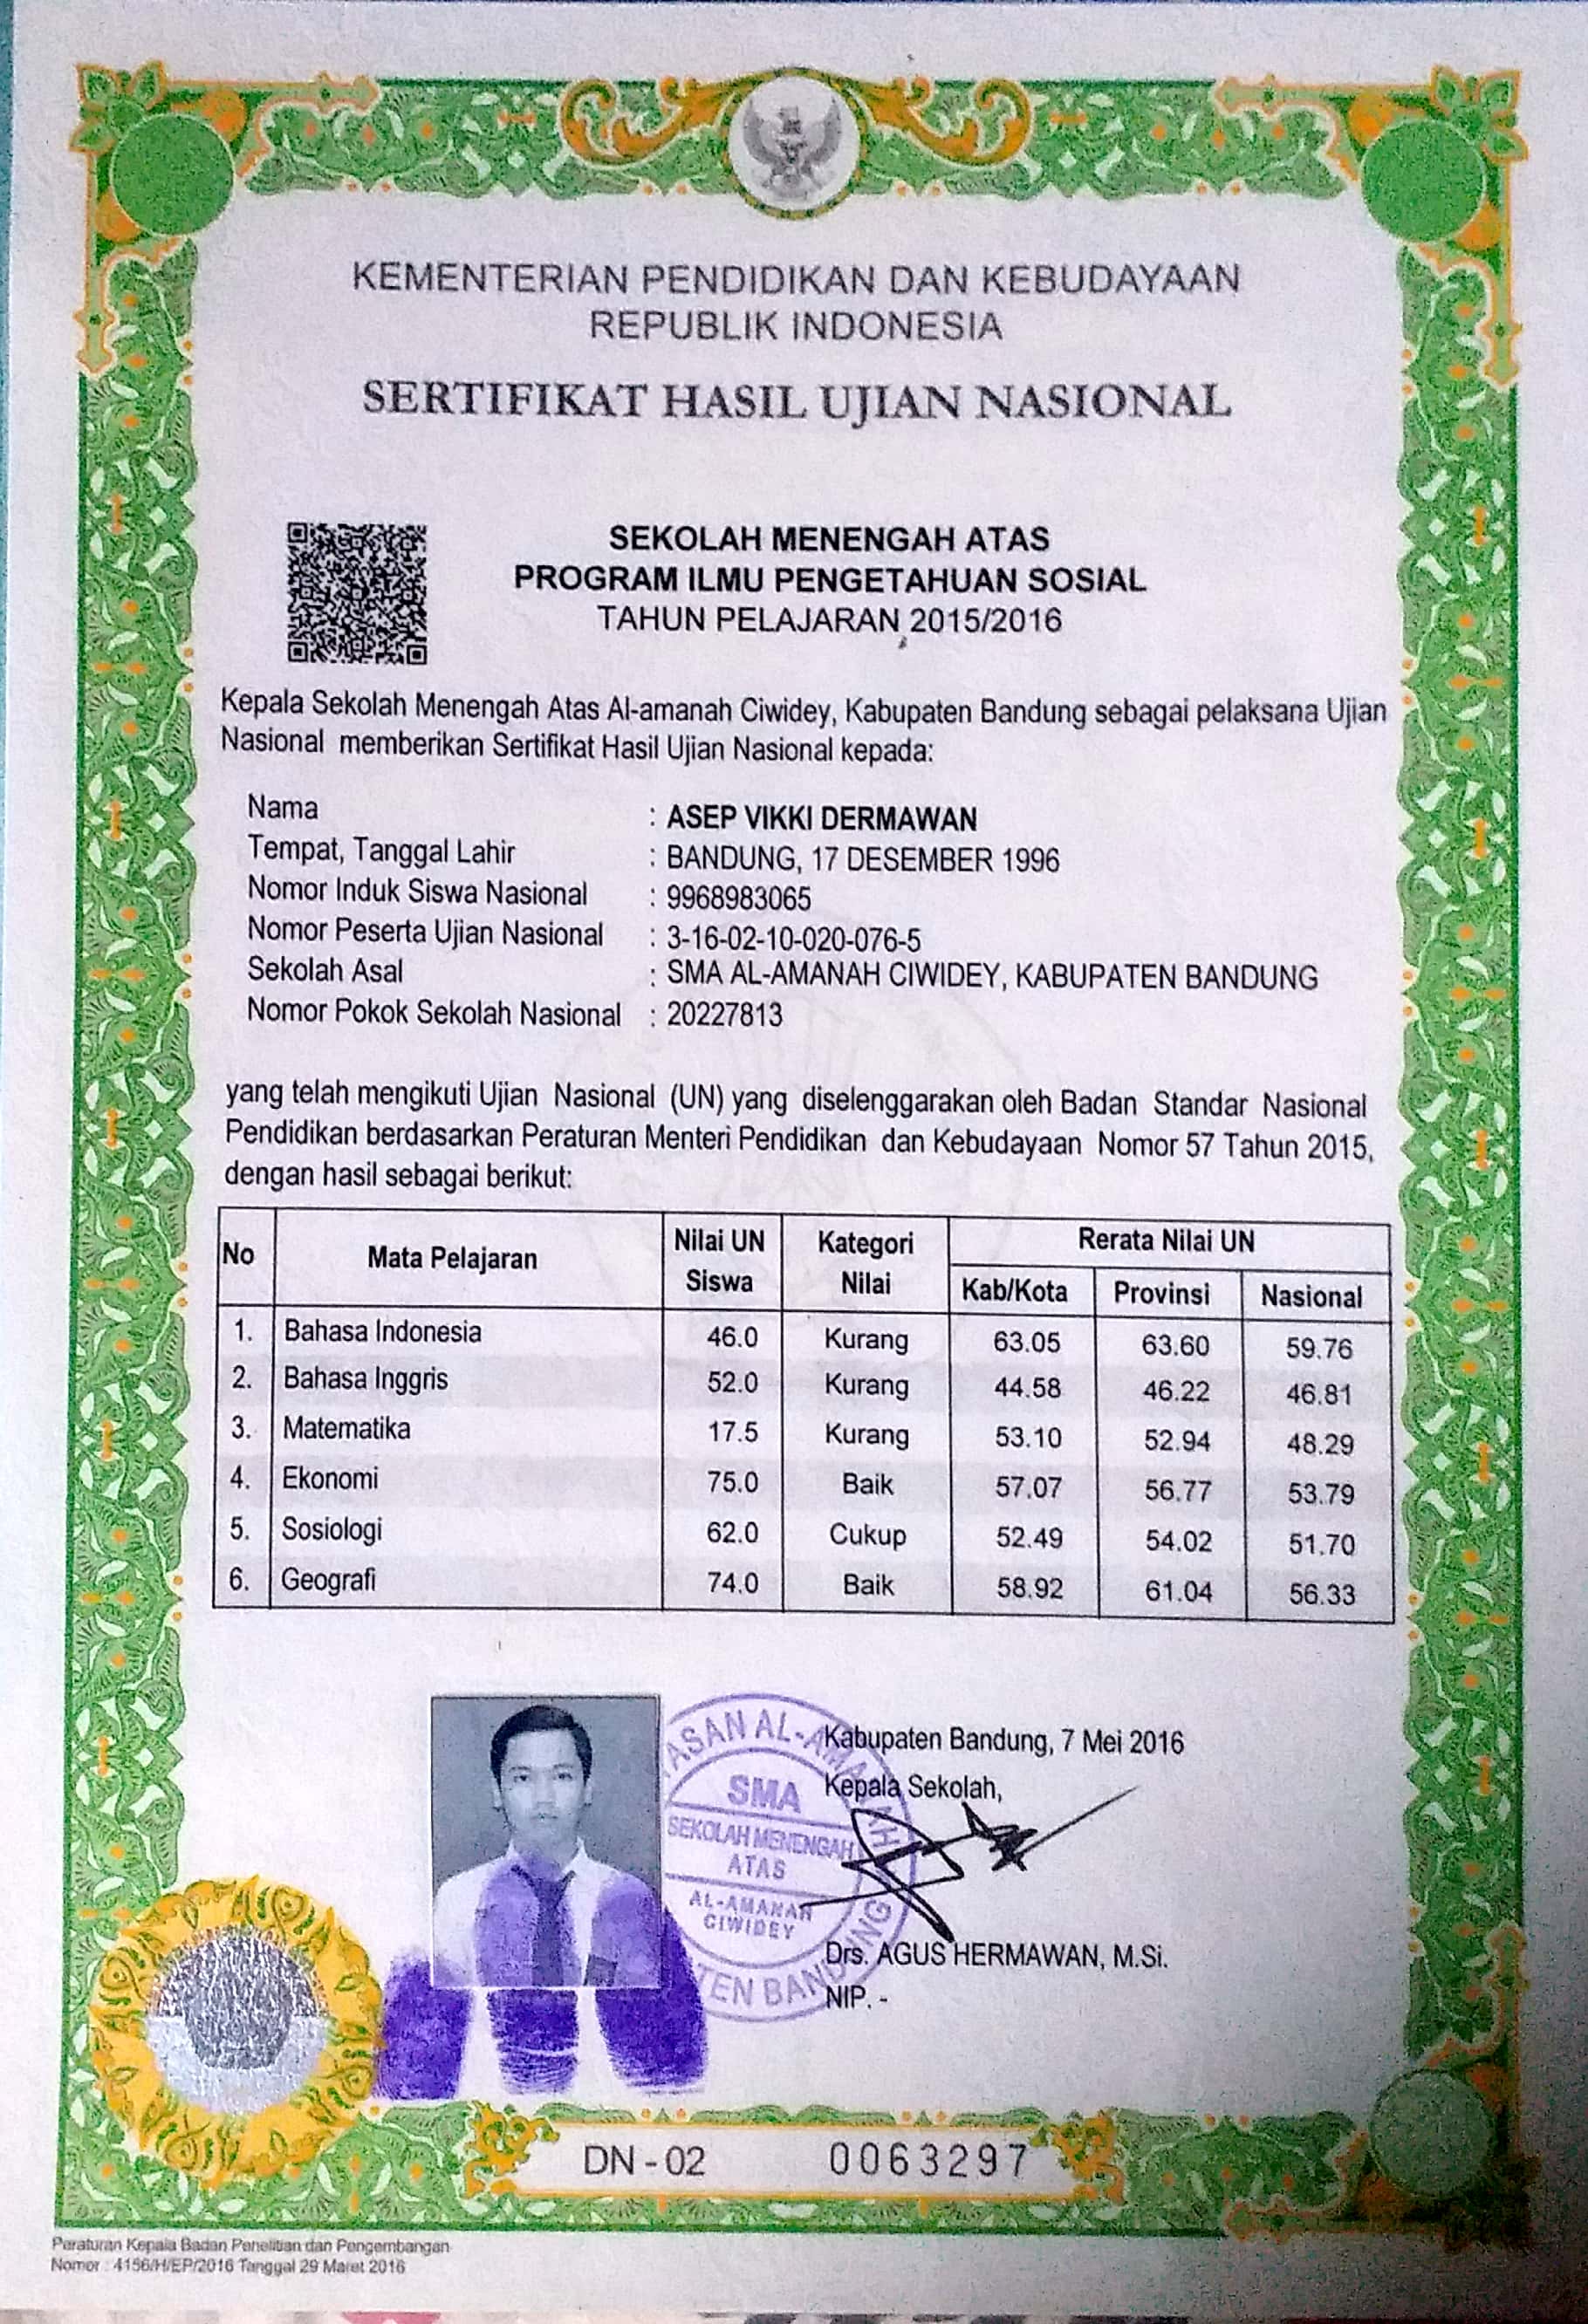 KEMENTERIAN PENDIDIKAN DAN KEBUDAYAAN
REPUBLIK INDONESIA
SERTIFIKAT HASIL UJIAN NASIONAL
SEKOLAH MENENGAH ATAS
PROGRAM ILMU PENGETAHUAN SOSIAL
TAHUN PELAJARAN 2015/2016
Kepala Sekolah Menengah Atas Al-amanah Ciwidey, Kabupaten Bandung sebagai pelaksana Ujian
Nasional memberikan Sertifikat Hasil Ujian Nasional kepada:
Nama : ASEP VIKKI DERMAWAN
Tempat, Tanggal Lahir : BANDUNG, 17 DESEMBER 1996
Nomor Induk Siswa Nasional : 9968983065
Nomor Peserta Ujian Nasional : 3-16-02-10-020-076-5
Sekolah Asal : SMA AL-AMANAH CIWIDEY, KABUPATEN BANDUNG
Nomor Pokok Sekolah Nasional : 20227813
yang telah mengikuti Ujian Nasional (UN) yang diselenggarakan oleh Badan Standar Nasional
Pendidikan berdasarkan Peraturan Menteri Pendidikan dan Kebudayaan Nomor 57 Tahun 2015,
dengan hasil sebagai berikut:
No Mata Pelajaran Nilai UN Siswa Kategori Nilai Rerata Nilai UN
Kab/Kota Provinsi Nasional
1. Bahasa Indonesia 46.0 Kurang 63.05 63.60 59.76
2. Bahasa Inggris 52.0 Kurang 44.58 46.22 46.81
3. Matematika 17.5 Kurang 53.10 52.94 48.29
4. Ekonomi 75.0 Baik 57.07 56.77 53.79
5. Sosiologi 62.0 Cukup 52.49 54.02 51.70
6. Geografi 74.0 Baik 58.92 61.04 56.33
Kabupaten Bandung, 7 Mei 2016
Kepala Sekolah,
SMA
SEKOLAH MENENGAH
ATAS
AL-AMANAH
CIWIDEY
Drs. AGUS HERMAWAN, M.Si.
NIP. -
DN - 02 0063297
Peraturan Kepala Badan Penelitian dan Pengembangan
Nomor : 4156/H/EP/2016 Tanggal 29 Maret 2016